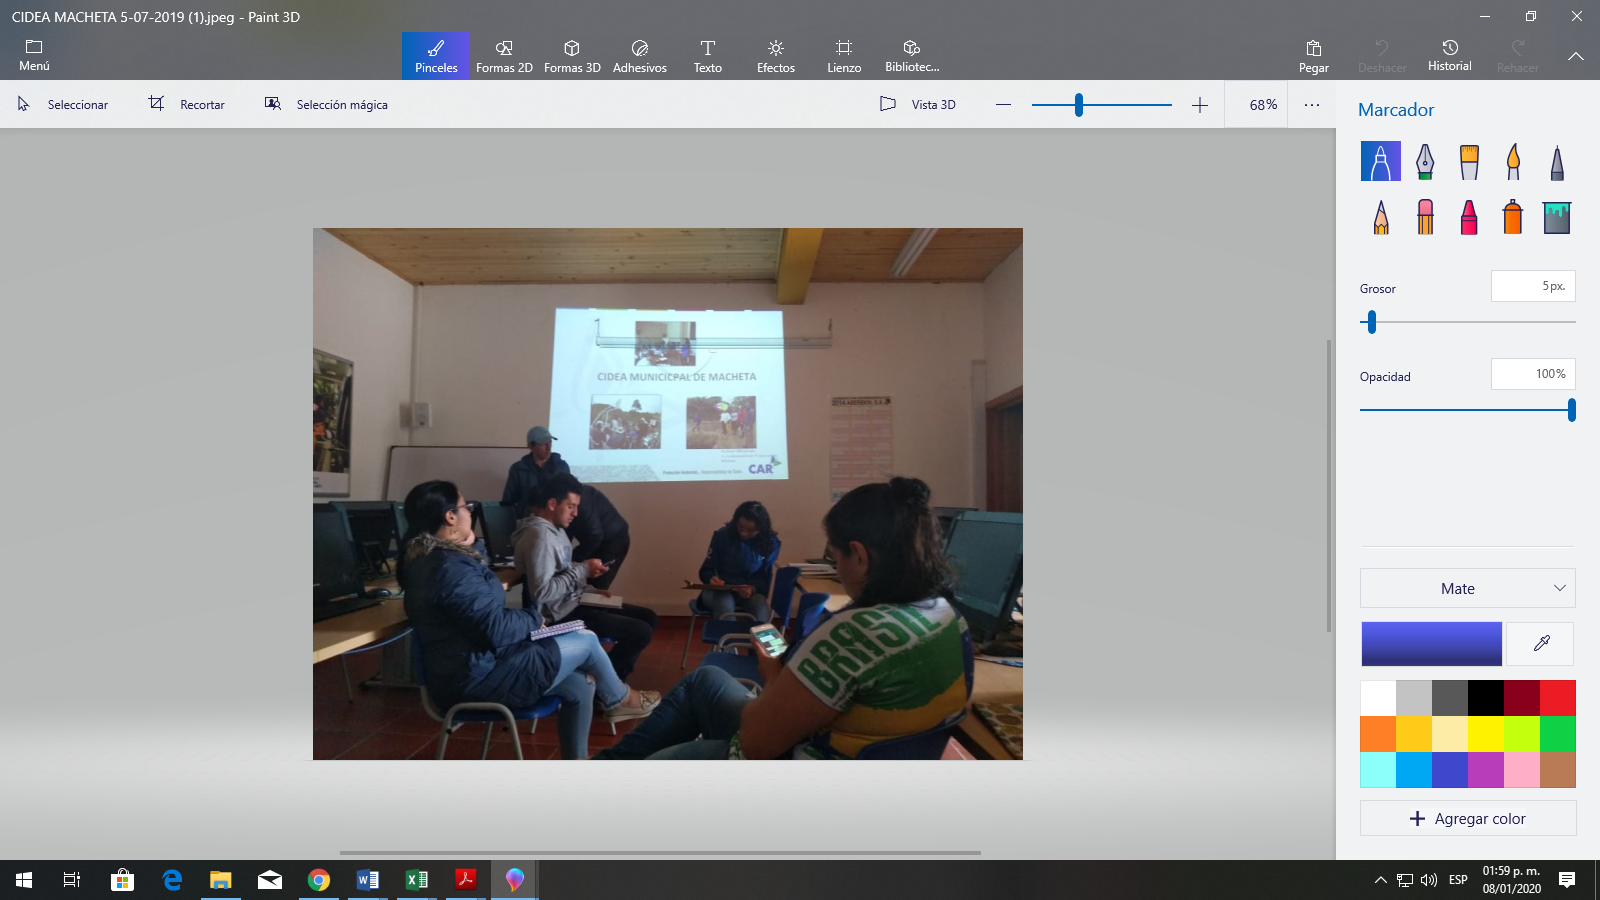 CIDEA MACHETA 5-07-2019 (1).jpeg - Paint 3D
Menú
Pinceles
Formas 2D
Formas 3D
Adhesivos
Texto
Efectos
Lienzo
Bibliotec...
Pegar
Deshacer
Historial
Rehacer
Seleccionar
Recortar
Selección mágica
Vista 3D
68%
Marcador
Grosor
5px.
Opacidad
100%
Mate
Agregar color
CIDEA MUNICICPAL DE MACHETA
CAR
BRASIL
ESP
01:59 p. m.
08/01/2020